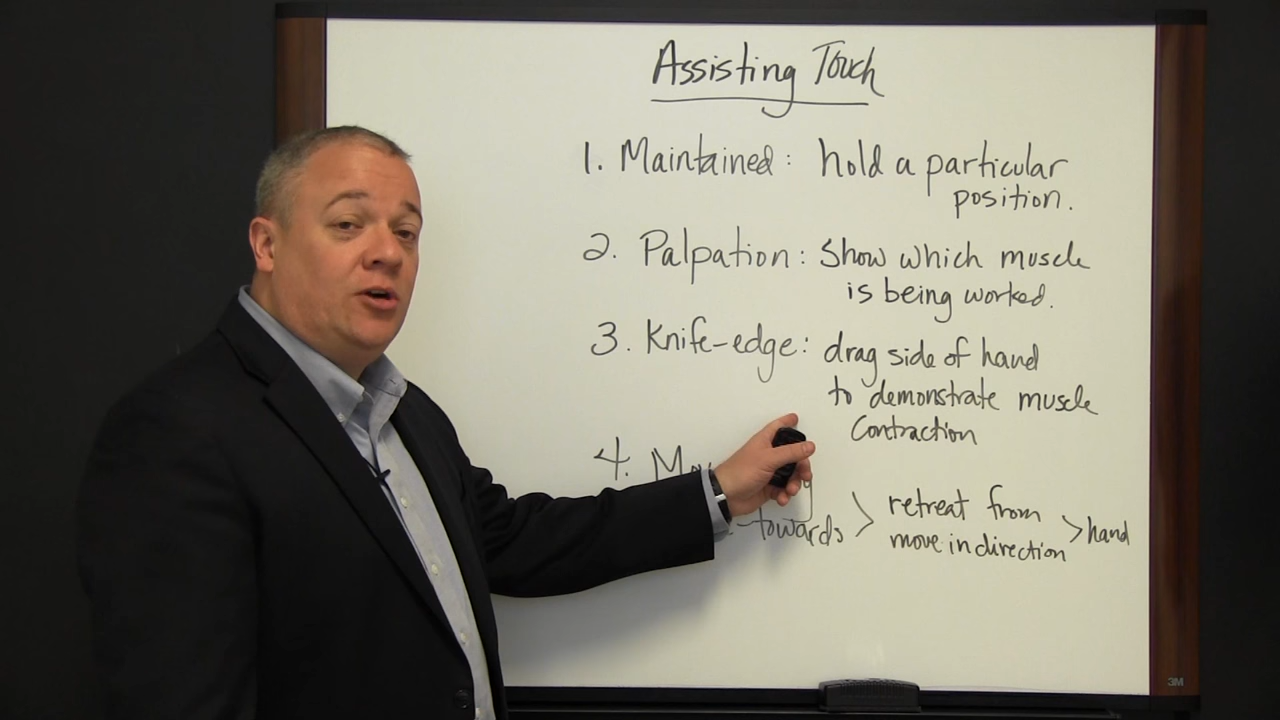 Assisting Touch
1. Maintained: hold a particular
position.
2. Palpation: Show which muscle
is being worked.
3. Knife-edge: drag side of hand
to demonstrate muscle
Contraction
4.
-towards > retreat from
move in direction > hand
3M